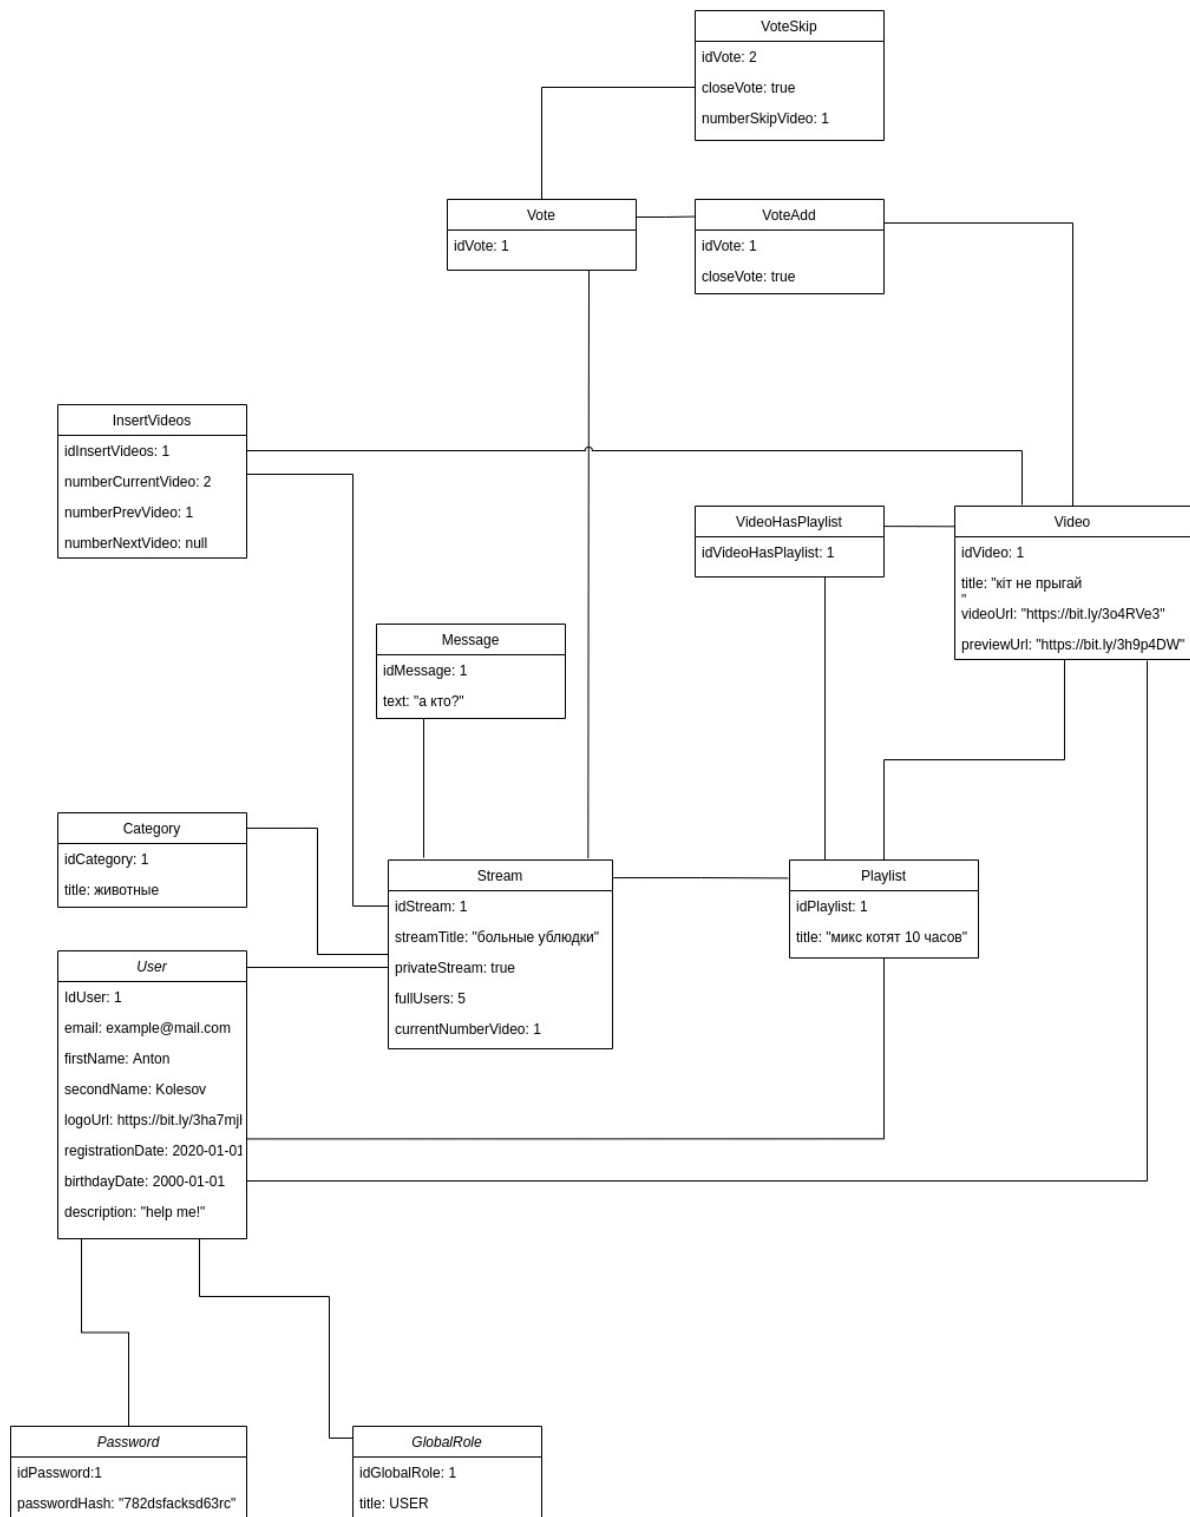 VoteSkip
idVote: 2
closeVote: true
numberSkipVideo: 1
Vote
idVote: 1
VoteAdd
idVote: 1
closeVote: true
InsertVideos
idInsertVideos: 1
numberCurrentVideo: 2
numberPrevVideo: 1
numberNextVideo: null
VideoHasPlaylist
idVideoHasPlaylist: 1
Video
idVideo: 1
title: "кіт не прыгай
"
videoUrl: "https://bit.ly/3o4RVe3"
previewUrl: "https://bit.ly/3h9p4DW"
Message
idMessage: 1
text: "а кто?"
Category
idCategory: 1
title: животные
Stream
idStream: 1
streamTitle: "больные ублюдки"
privateStream: true
fullUsers: 5
currentNumberVideo: 1
Playlist
idPlaylist: 1
title: "микс котят 10 часов"
User
IdUser: 1
email: example@mail.com
firstName: Anton
secondName: Kolesov
logoUrl: https://bit.ly/3ha7mj
registrationDate: 2020-01-01
birthdayDate: 2000-01-01
description: "help me!"
Password
idPassword:1
passwordHash: "782dsfacksd63rc"
GlobalRole
idGlobalRole: 1
title: USER